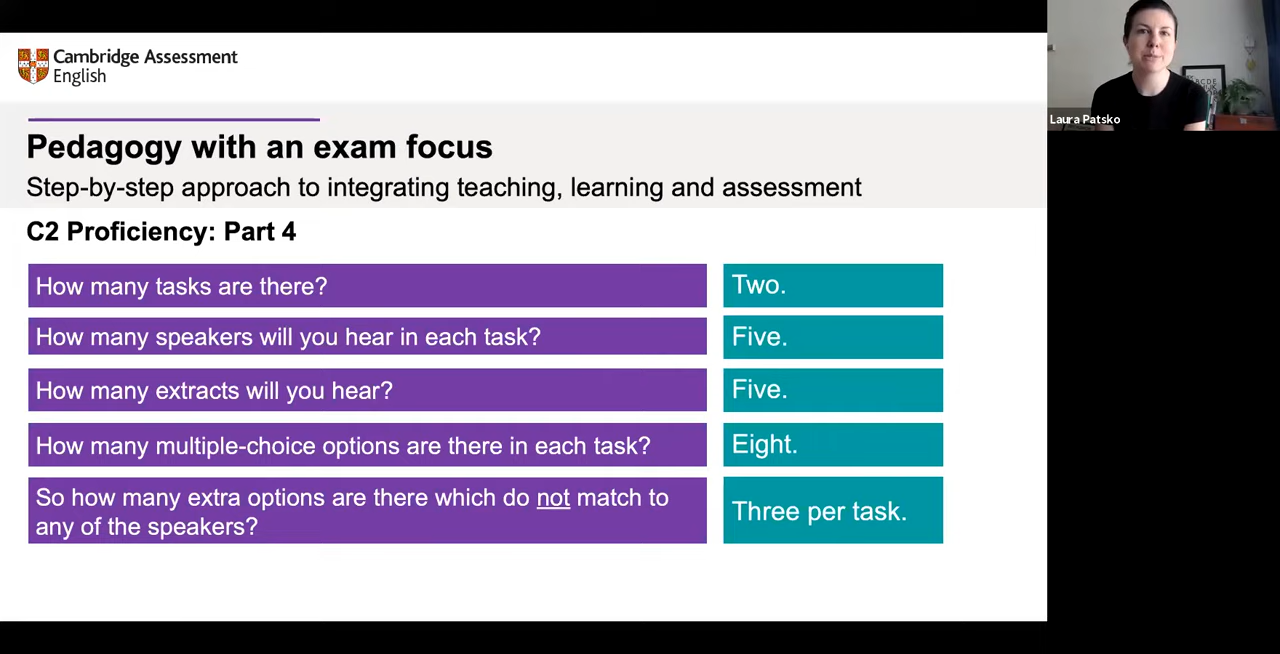 Cambridge Assessment
English
Pedagogy with an exam focus
Step-by-step approach to integrating teaching, learning and assessment
C2 Proficiency: Part 4
How many tasks are there?
Two.
How many speakers will you hear in each task?
Five.
How many extracts will you hear?
Five.
How many multiple-choice options are there in each task?
Eight.
So how many extra options are there which do not match to
any of the speakers?
Three per task.
Laura Patsko